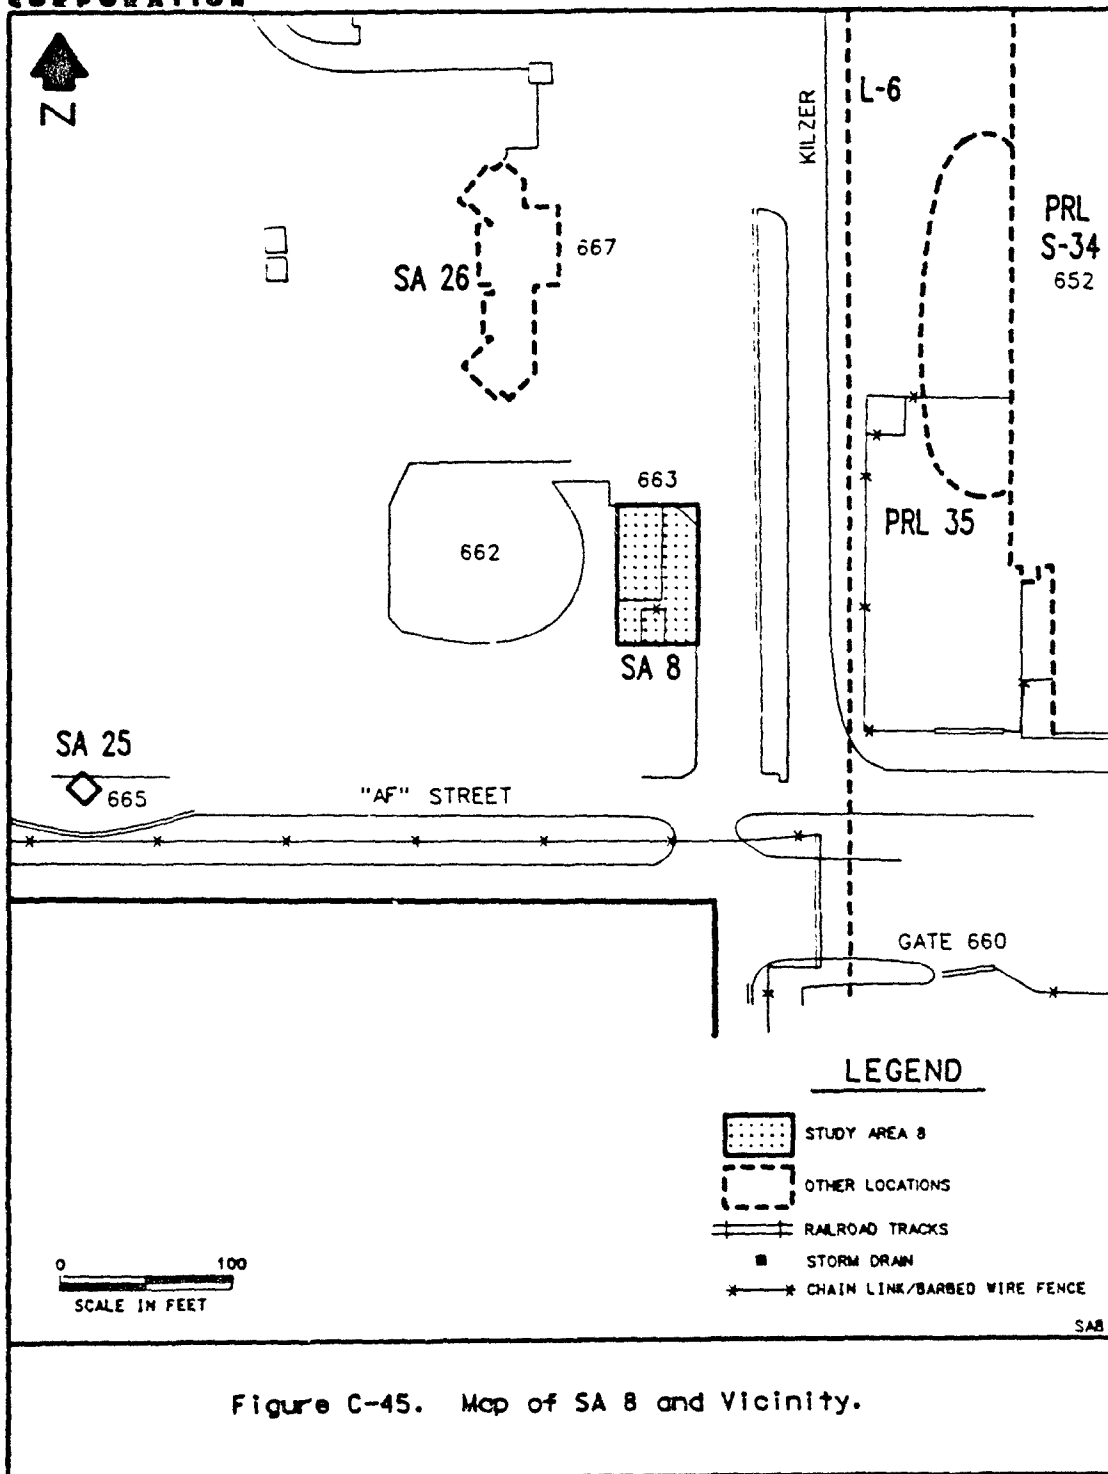 CORPORATION
N
KILZER
L-6
PRL
S-34
652
667
SA 26
663
PRL 35
662
SA 8
SA 25
665
"AF" STREET
GATE 660
LEGEND
STUDY AREA 8
OTHER LOCATIONS
RAILROAD TRACKS
STORM DRAIN
CHAIN LINK/BARBED WIRE FENCE
0 100
SCALE IN FEET
SA8
Figure C-45. Map of SA 8 and Vicinity.